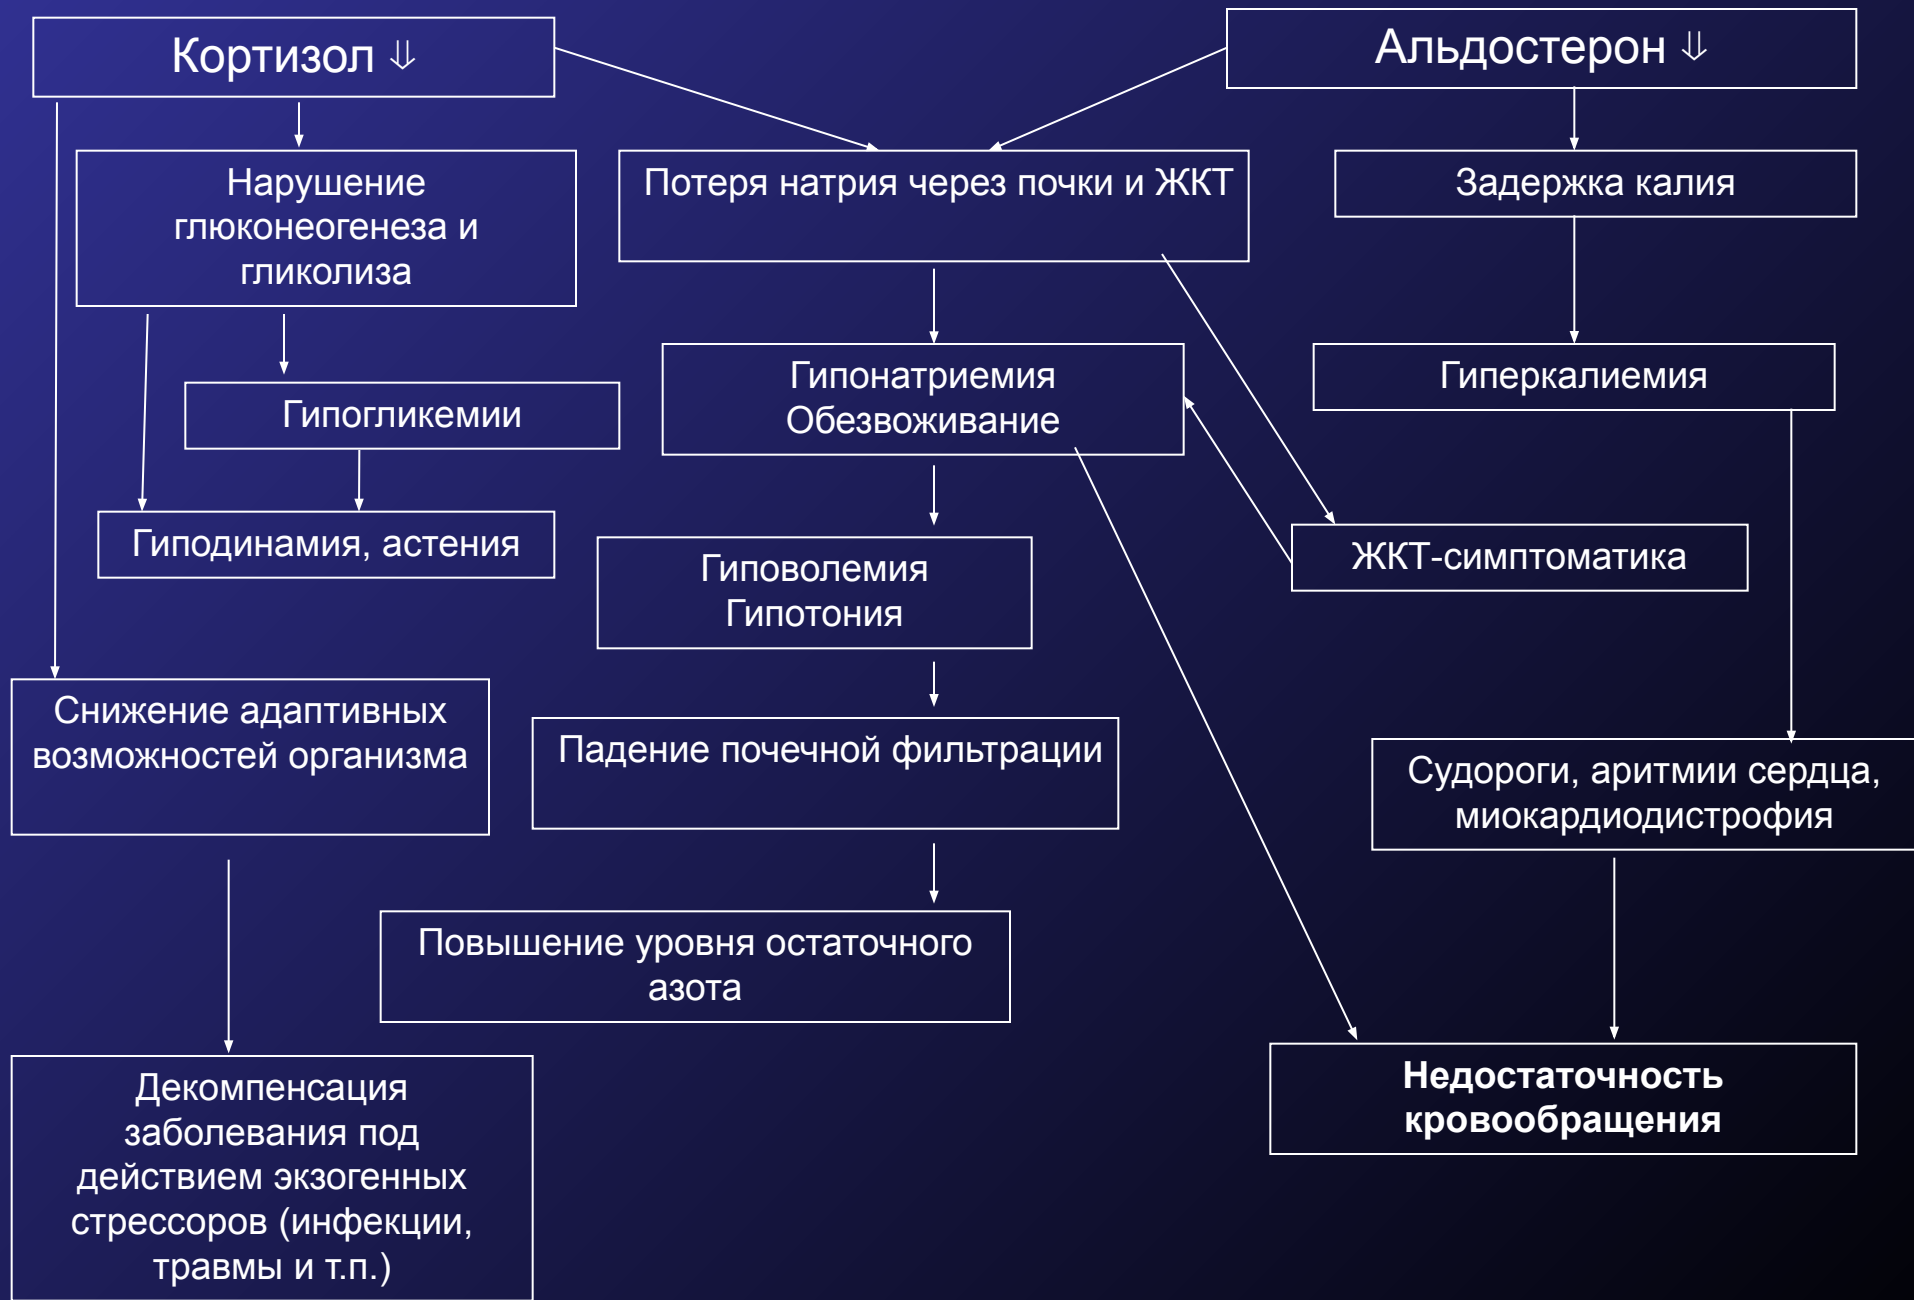 Кортизол ⇓
Альдостерон ⇓
Нарушение
глюконеогенеза и
гликолиза
Потеря натрия через почки и ЖКТ
Задержка калия
Гипонатриемия
Обезвоживание
Гиперкалиемия
Гипогликемии
Гиподинамия, астения
Гиповолемия
Гипотония
ЖКТ-симптоматика
Снижение адаптивных
возможностей организма
Падение почечной фильтрации
Судороги, аритмии сердца,
миокардиодистрофия
Повышение уровня остаточного
азота
Недостаточность
кровообращения
Декомпенсация
заболевания под
действием экзогенных
стрессоров (инфекции,
травмы и т.п.)